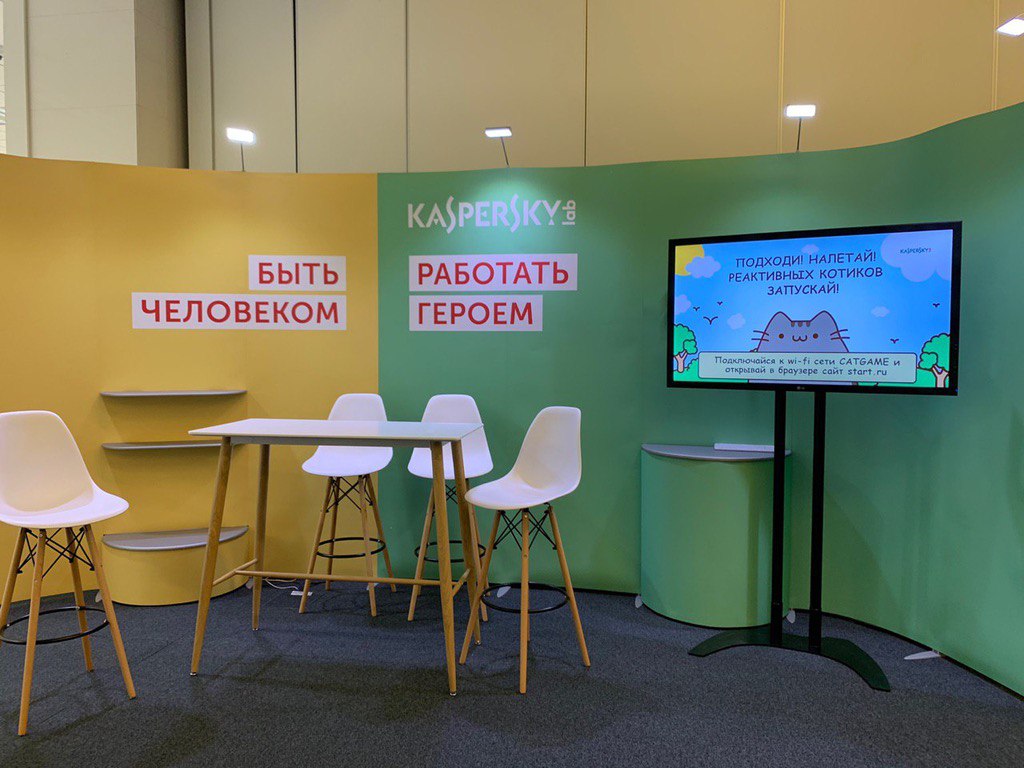 KASPERSKY lab
БЫТЬ
ЧЕЛОВЕКОМ
РАБОТАТЬ
ГЕРОЕМ
KASPERSKY
ПОДХОДИ! НАЛЕТАЙ!
РЕАКТИВНЫХ КОТИКОВ
ЗАПУСКАЙ!
Подключайся к wi-fi сети CATGAME и
открывай в браузере сайт start.ru
LG